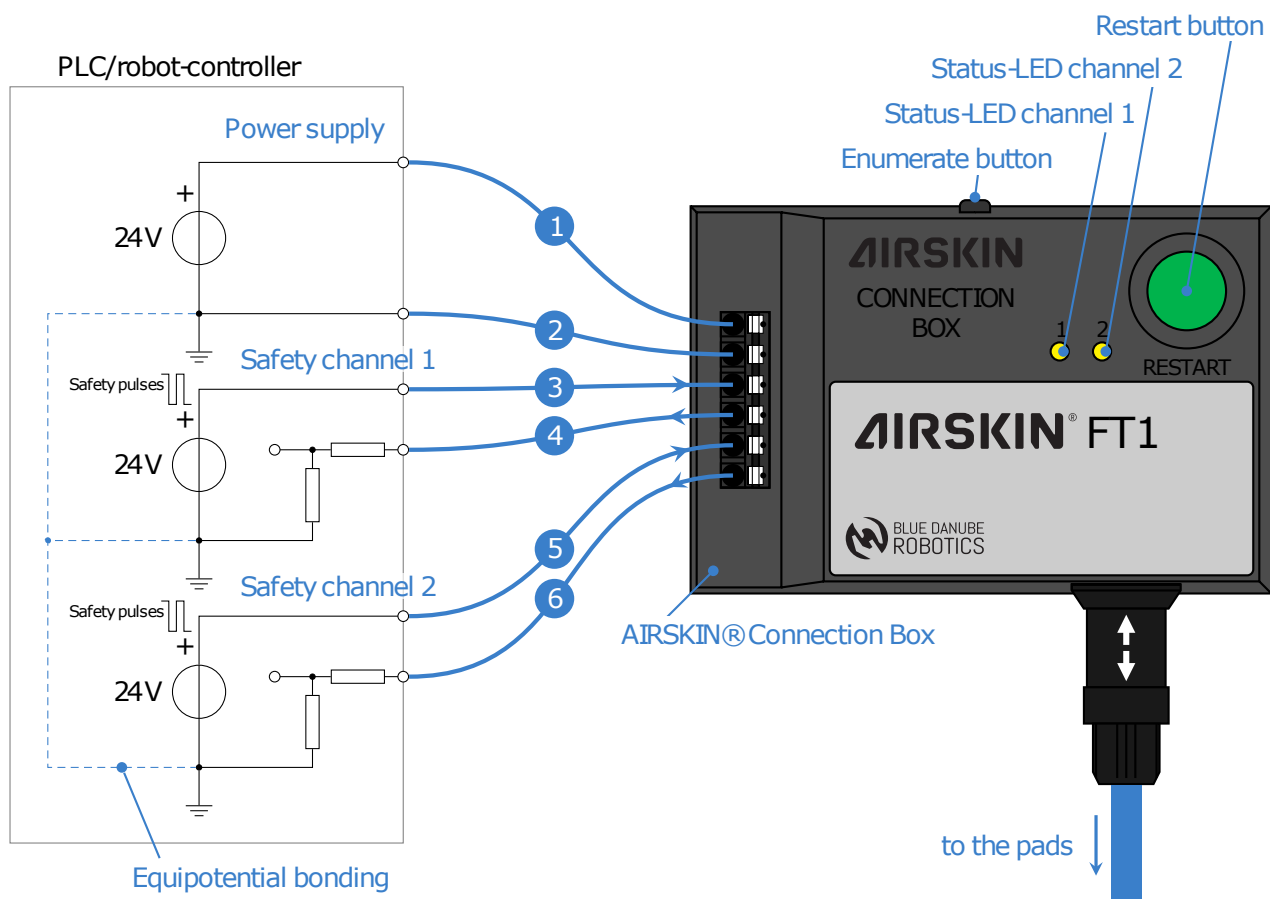 Restart button
Status-LED channel 2
Status-LED channel 1
Enumerate button
PLC/robot-controller
Power supply
+
24V
1
2
Safety channel 1
Safety pulses
+
24V
3
4
Safety channel 2
Safety pulses
+
24V
5
6
Equipotential bonding
AIRSKIN
CONNECTION
BOX
1 2
RESTART
AIRSKIN® FT1
BLUE DANUBE
ROBOTICS
AIRSKIN® Connection Box
to the pads